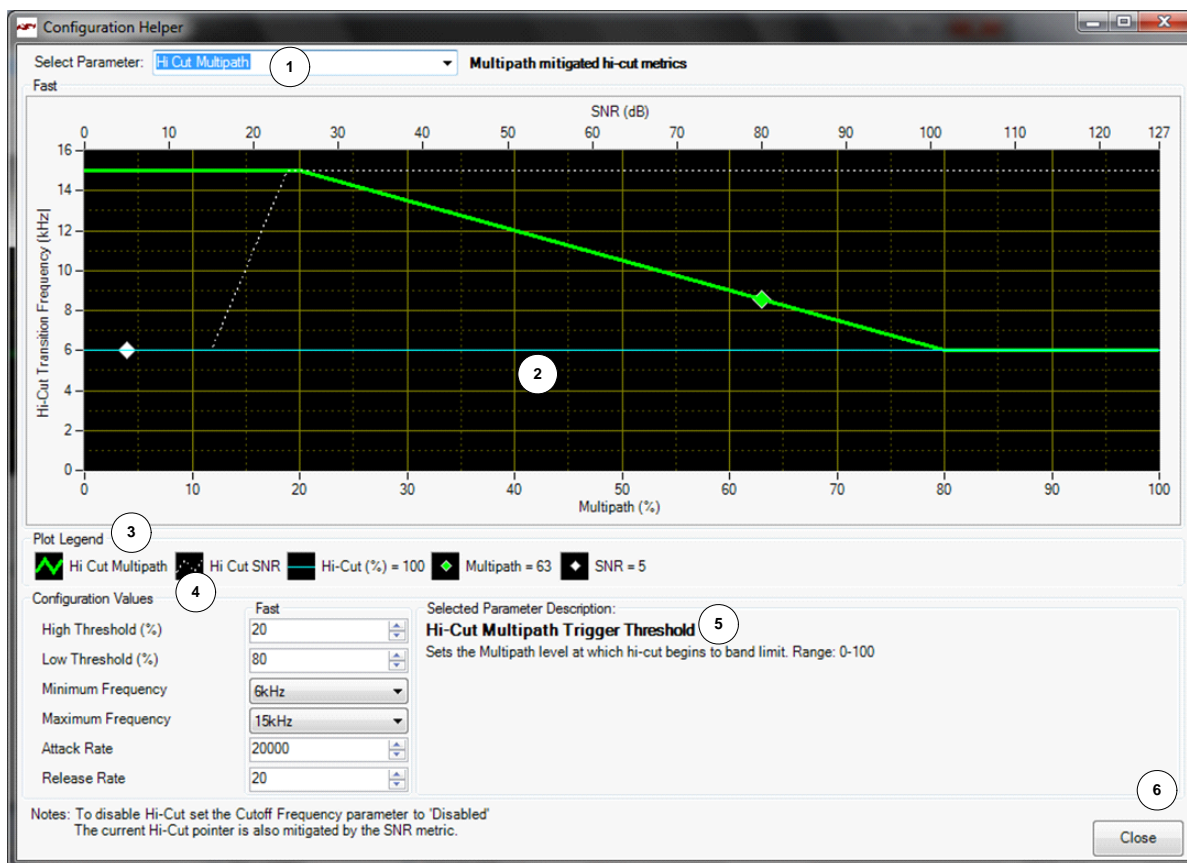 Configuration Helper
Select Parameter: Hi Cut Multipath 1 Multipath mitigated hi-cut metrics
Fast
SNR (dB)
0 10 20 30 40 50 60 70 80 90 100 110 120 127
16
14
12
10
8
6
4
2
0
Hi-Cut Transition Frequency (kHz)
2
0 10 20 30 40 50 60 70 80 90 100
Multipath (%)
Plot Legend 3
Hi Cut Multipath Hi Cut SNR Hi-Cut (%) = 100 Multipath = 63 SNR = 5
4
Configuration Values
Fast
High Threshold (%) 20
Low Threshold (%) 80
Minimum Frequency 6kHz
Maximum Frequency 15kHz
Attack Rate 20000
Release Rate 20
Selected Parameter Description:
Hi-Cut Multipath Trigger Threshold 5
Sets the Multipath level at which hi-cut begins to band limit. Range: 0-100
Notes: To disable Hi-Cut set the Cutoff Frequency parameter to 'Disabled'
The current Hi-Cut pointer is also mitigated by the SNR metric.
6
Close